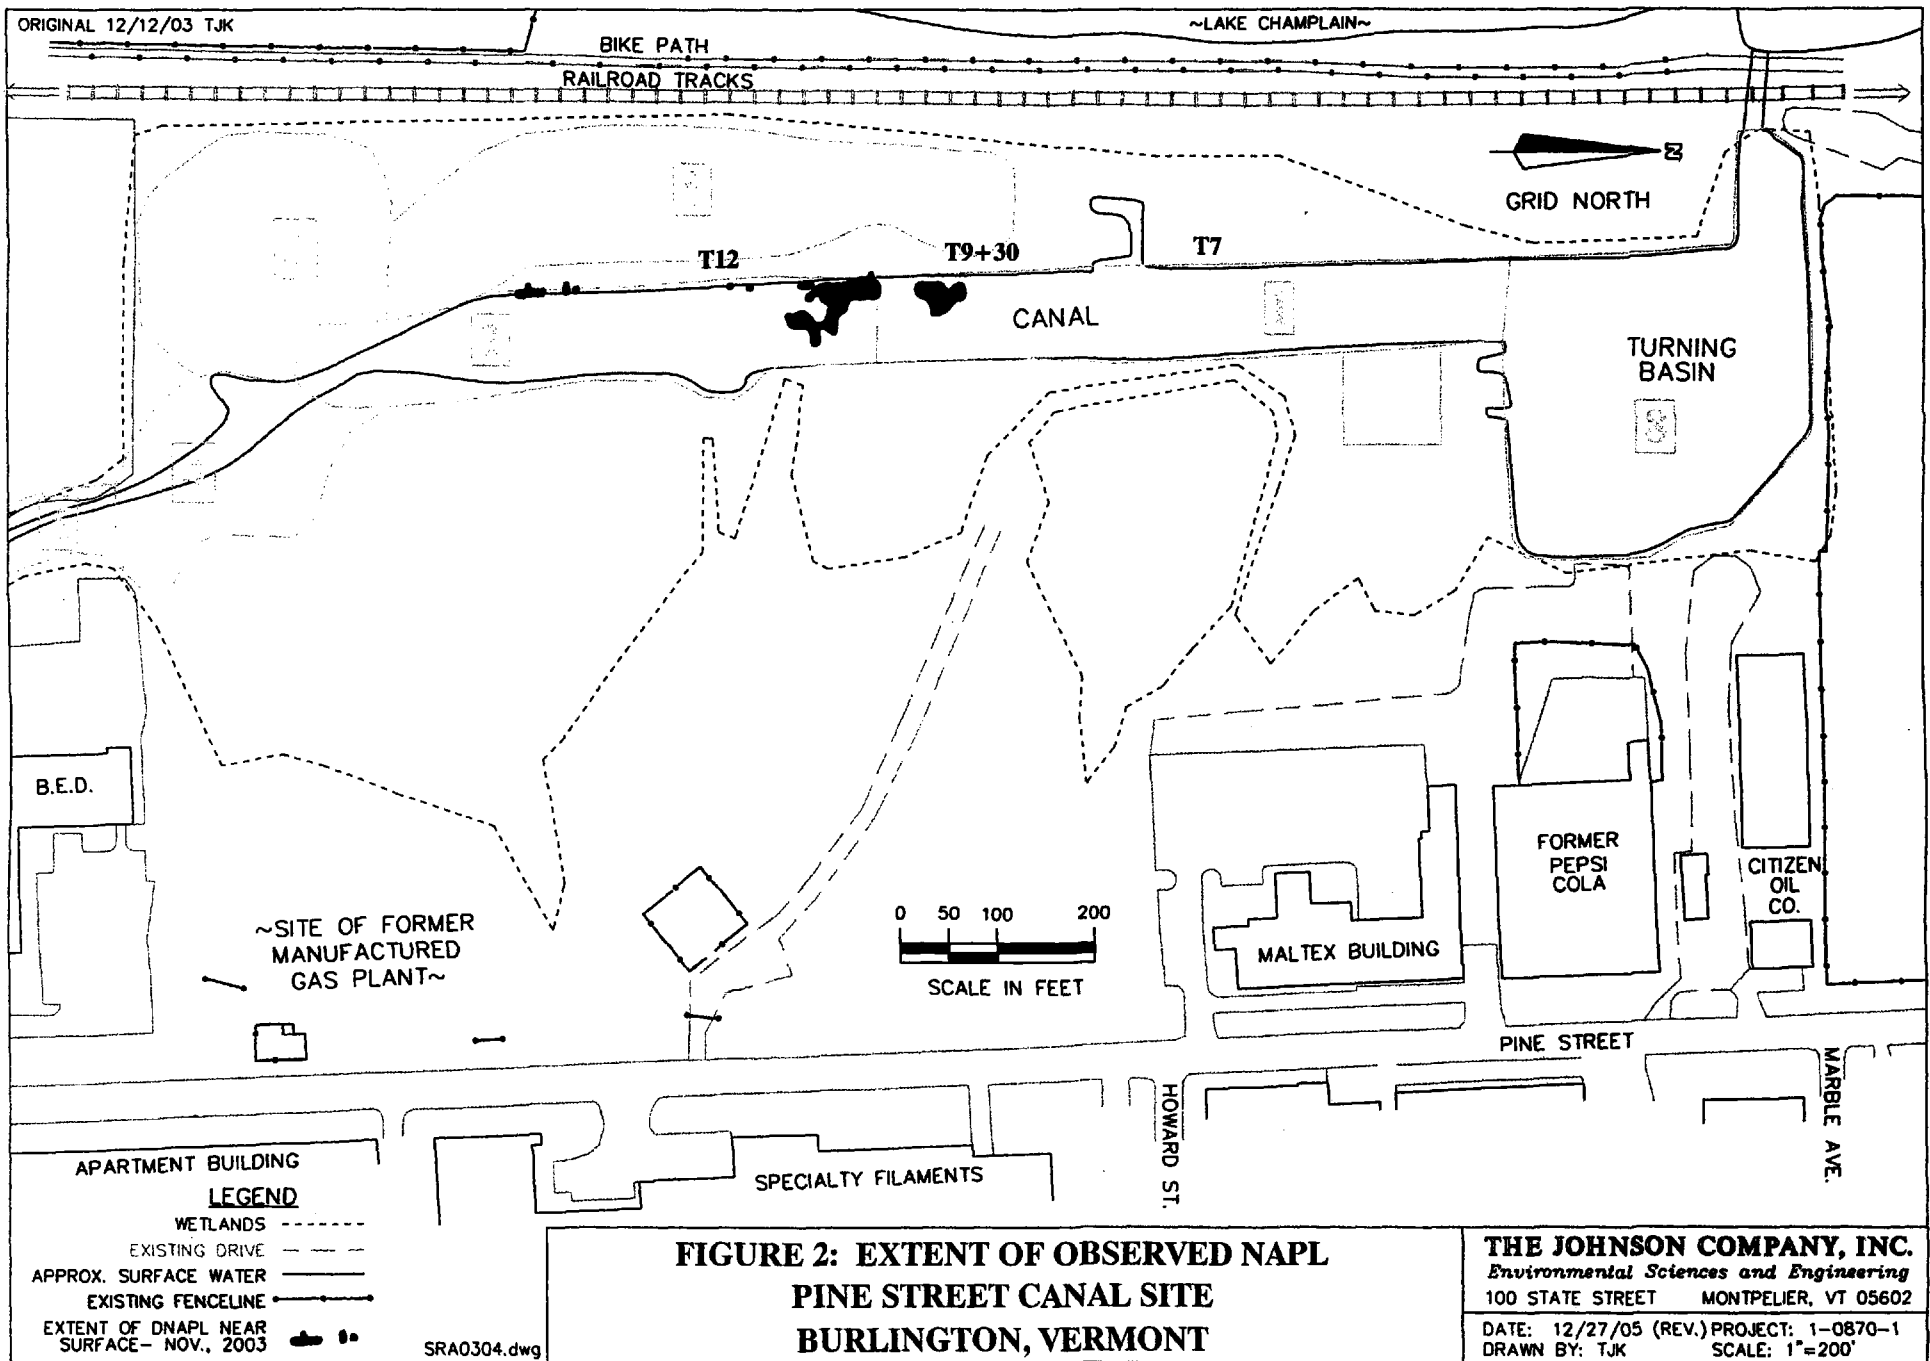 ORIGINAL 12/12/03 TJK
~LAKE CHAMPLAIN~
BIKE PATH
RAILROAD TRACKS
N
GRID NORTH
T12
T9+30
T7
CANAL
TURNING
BASIN
8
B.E.D.
~SITE OF FORMER
MANUFACTURED
GAS PLANT~
0 50 100 200
SCALE IN FEET
MALTEX BUILDING
FORMER
PEPSI
COLA
CITIZEN
OIL
CO.
PINE STREET
HOWARD ST.
MARBLE AVE.
APARTMENT BUILDING
SPECIALTY FILAMENTS
LEGEND
WETLANDS
EXISTING DRIVE
APPROX. SURFACE WATER
EXISTING FENCELINE
EXTENT OF DNAPL NEAR
SURFACE- NOV., 2003
SRA0304.dwg
FIGURE 2: EXTENT OF OBSERVED NAPL
PINE STREET CANAL SITE
BURLINGTON, VERMONT
THE JOHNSON COMPANY, INC.
Environmental Sciences and Engineering
100 STATE STREET MONTPELIER, VT 05602
DATE: 12/27/05 (REV.) PROJECT: 1-0870-1
DRAWN BY: TJK SCALE: 1"=200'